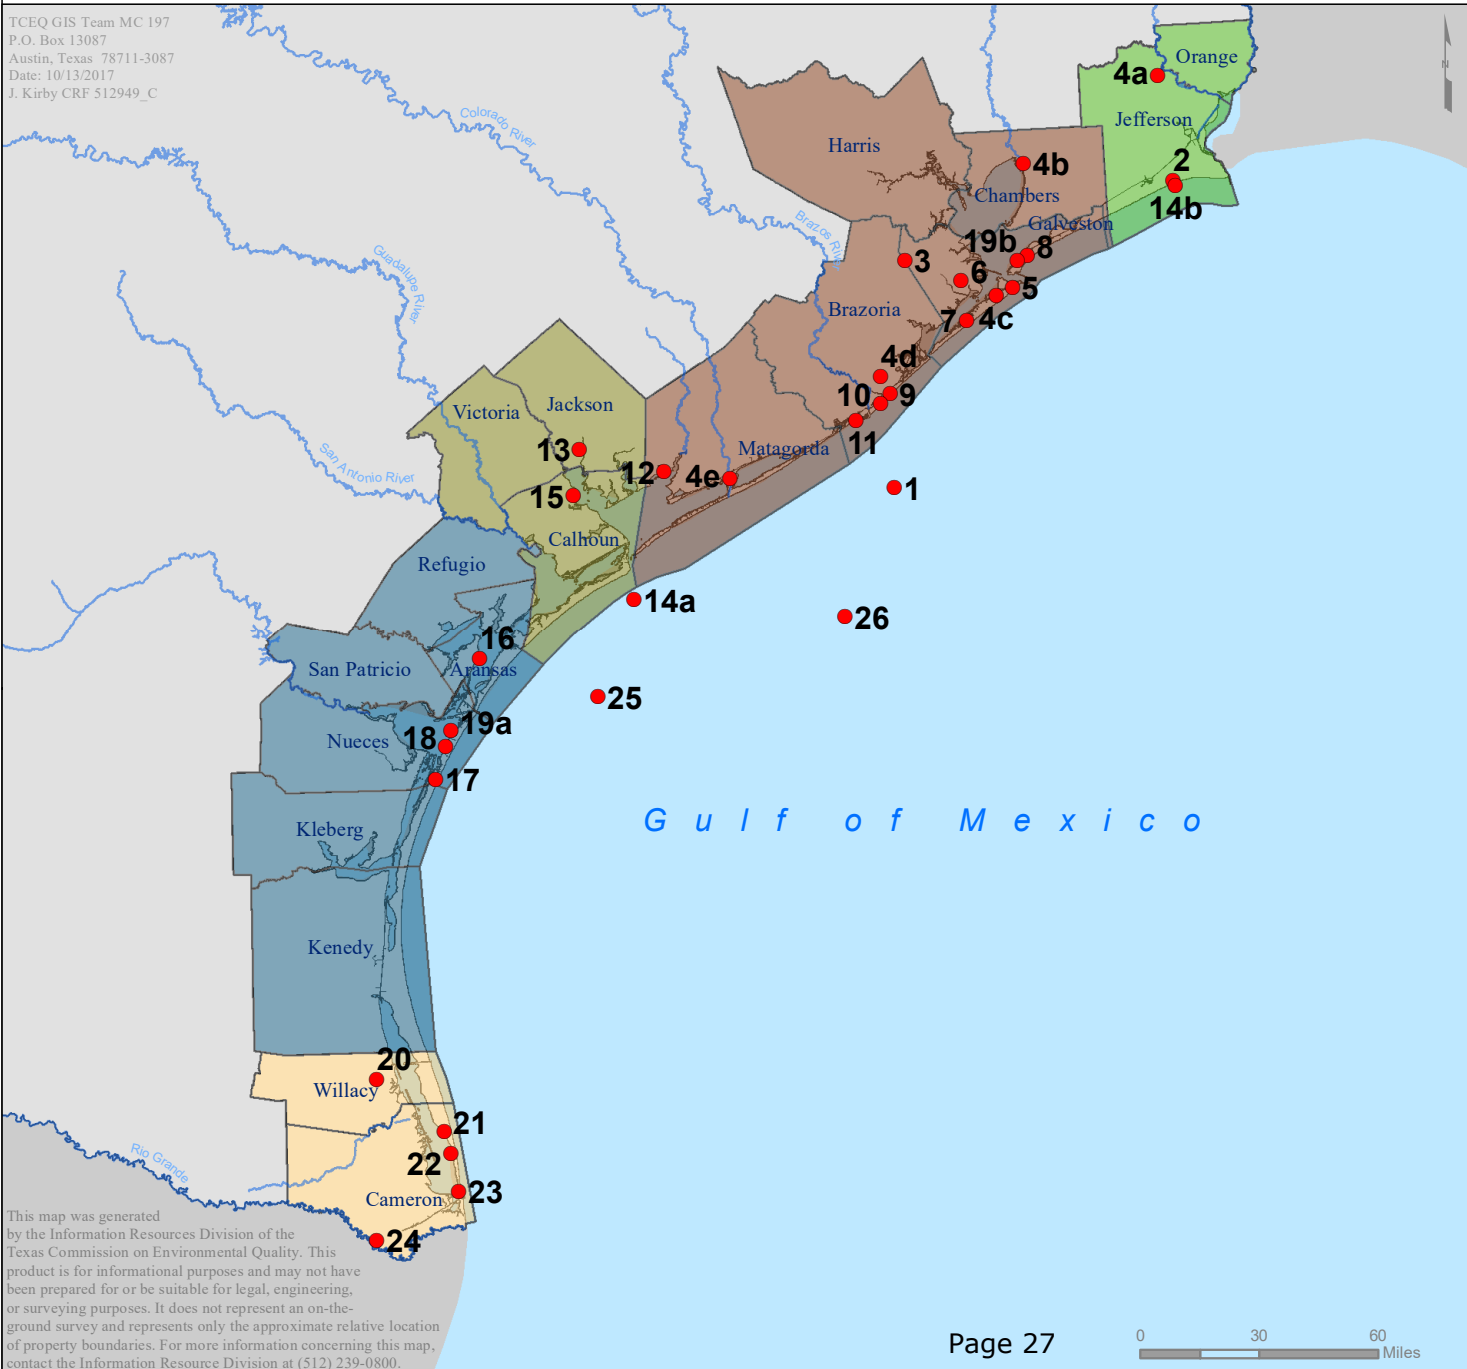 TCEQ GIS Team MC 197
P.O. Box 13087
Austin, Texas 78711-3087
Date: 10/13/2017
J. Kirby CRF 512949_C
N
Orange
4a
Jefferson
2
14b
Colorado River
Harris
4b
Chambers
Galveston
Brazos River
19b
8
3
6
5
Brazoria
7
4c
Guadalupe River
4d
10
9
11
Victoria
Jackson
13
Matagorda
12
4e
San Antonio River
15
1
Calhoun
Refugio
14a
26
16
San Patricio
Aransas
25
19a
18
Nueces
17
Gulf of Mexico
Kleberg
Kenedy
20
Willacy
21
22
Rio Grande
23
Cameron
24
This map was generated
by the Information Resources Division of the
Texas Commission on Environmental Quality. This
product is for informational purposes and may not have
been prepared for or be suitable for legal, engineering,
or surveying purposes. It does not represent an on-the-
ground survey and represents only the approximate relative location
of property boundaries. For more information concerning this map,
contact the Information Resource Division at (512) 239-0800.
Page 27
0 30 60
Miles